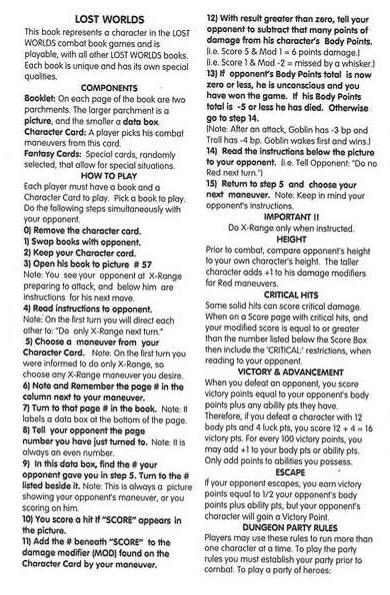 LOST WORLDS
This book represents a character in the LOST
WORLDS combat book games and is
playable, with all other LOST WORLDS books.
Each book is unique and has its own special
qualities.
COMPONENTS
Booklet: On each page of the book are two
parchments. The larger parchment is a
picture, and the smaller a data box.
Character Card: A player picks his combat
maneuvers from this card.
Fantasy Cards: Special cards, randomly
selected, that allow for special situations.
HOW TO PLAY
Each player must have a book and a
Character Card to play. Pick a book to play.
Do the following steps simultaneously with
your opponent.
0) Remove the character card.
1) Swap books with opponent.
2) Keep your Character card.
3) Open his book to picture # 57
Note: You see your opponent at X-Range
preparing to attack, and below him are
instructions for his next move.
4) Read instructions to opponent.
Note: On the first turn you will direct each
other to: "Do only X-Range next turn."
5) Choose a maneuver from your
Character Card. Note: On the first turn you
were informed to do only X-Range, so
choose any X-Range maneuver you desire.
6) Note and Remember the page # in the
column next to your maneuver.
7) Turn to that page # in the book. Note: It
labels a data box at the bottom of the page.
8) Tell your opponent the page
number you have just turned to. Note: It is
always an even number.
9) In this data box, find the # your
opponent gave you in step 5. Turn to the #
listed beside it. Note: This is always a picture
showing your opponent's maneuver, or you
scoring on him.
10) You score a hit if "SCORE" appears in
the picture.
11) Add the # beneath "SCORE" to the
damage modifier (MOD) found on the
Character Card by your maneuver.
12) With result greater than zero, tell your
opponent to subtract that many points of
damage from his character's Body Points.
(i.e. Score 5 & Mod 1 = 6 points damage.)
(i.e. Score 1 & Mod -2 = missed by a whisker.)
13) If opponent's Body Points total is now
zero or less, he is unconscious and you
have won the game. If his Body Points
total is -5 or less he has died. Otherwise
go to step 14.
(Note: After an attack, Goblin has -3 bp and
Troll has -4 bp. Goblin wakes first and wins.)
14) Read the instructions below the picture
to your opponent. (i.e. Tell Opponent: "Do no
Red next turn.")
15) Return to step 5 and choose your
next maneuver. Note: Keep in mind your
opponent's instructions.
IMPORTANT !!
Do X-Range only when instructed.
HEIGHT
Prior to combat, compare opponent's height
to your own character's height. The taller
character adds +1 to his damage modifiers
for Red maneuvers.
CRITICAL HITS
Some solid hits can score critical damage.
When on a Score page with critical hits, and
your modified score is equal to or greater
than the number listed below the Score Box
then include the 'CRITICAL:' restrictions, when
reading to your opponent.
VICTORY & ADVANCEMENT
When you defeat an opponent, you score
victory points equal to your opponent's body
points plus any ability pts they have.
Therefore, if you defeat a character with 12
body pts and 4 luck pts, you score 12 + 4 = 16
victory pts. For every 100 victory points, you
may add +1 to your body pts or ability pts.
Only add points to abilities you possess.
ESCAPE
If your opponent escapes, you earn victory
points equal to 1/2 your opponent's body
points plus ability pts, but your opponent's
character will gain a Victory Point.
DUNGEON PARTY RULES
Players may use these rules to run more than
one character at a time. To play the party
rules you must establish your party prior to
combat. To play a party of heroes: